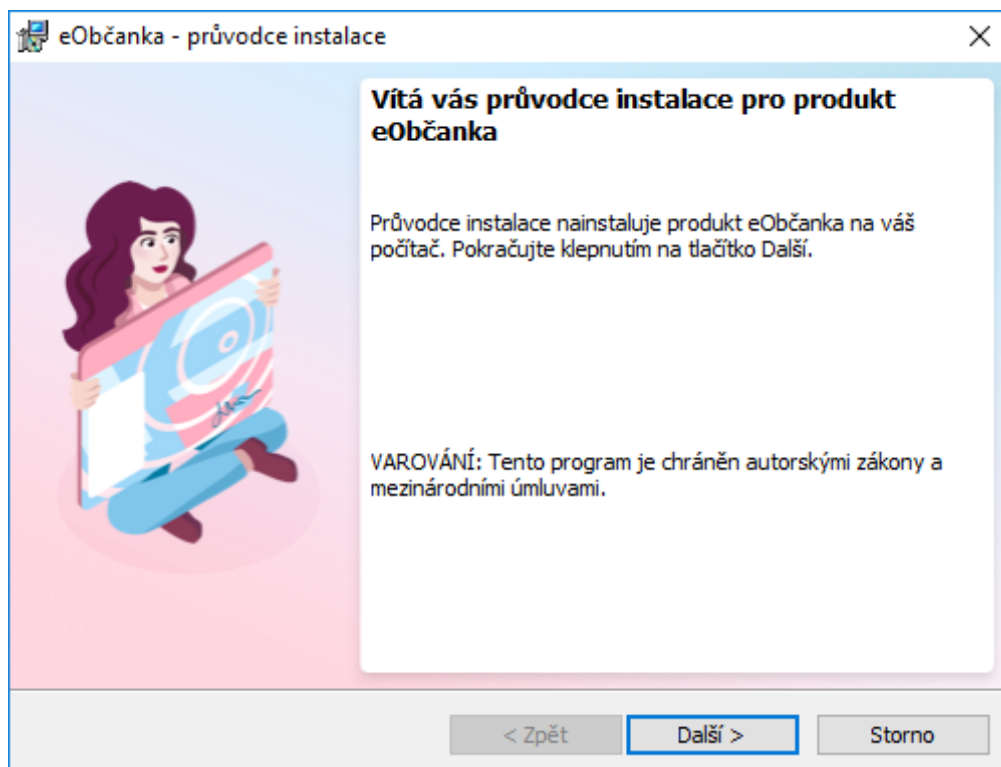 eObčanka - průvodce instalace
Vítá vás průvodce instalace pro produkt
eObčanka
Průvodce instalace nainstaluje produkt eObčanka na váš
počítač. Pokračujte klepnutím na tlačítko Další.
VAROVÁNÍ: Tento program je chráněn autorskými zákony a
mezinárodními úmluvami.
< Zpět
Další >
Storno